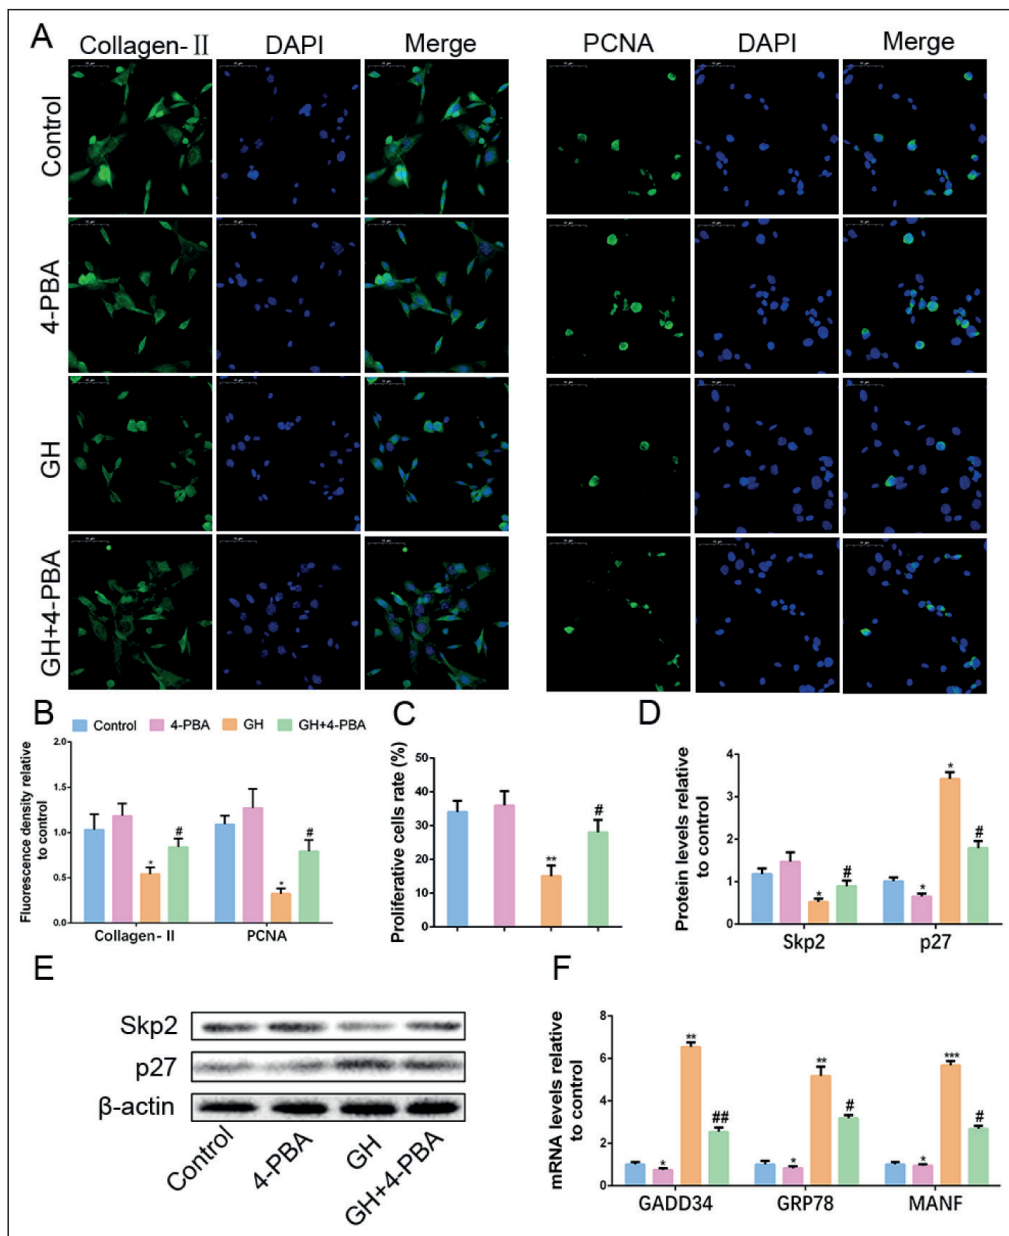 A
Collagen-Ⅱ DAPI Merge PCNA DAPI Merge
Control
4-PBA
GH
GH+4-PBA
B
Control 4-PBA GH GH+4-PBA
Fluorescence density relative
to control
2.0
1.5
1.0
0.5
0.0
* # * #
Collagen-Ⅱ PCNA
C
Proliferative cells rate (%)
50
40
30
20
10
0
** #
D
Protein levels relative
to control
4
3
2
1
0
* # * * #
Skp2 p27
E
Skp2
p27
β-actin
Control 4-PBA GH GH+4-PBA
F
mRNA levels relative
to control
8
6
4
2
0
* ** ## * ** # * *** #
GADD34 GRP78 MANF